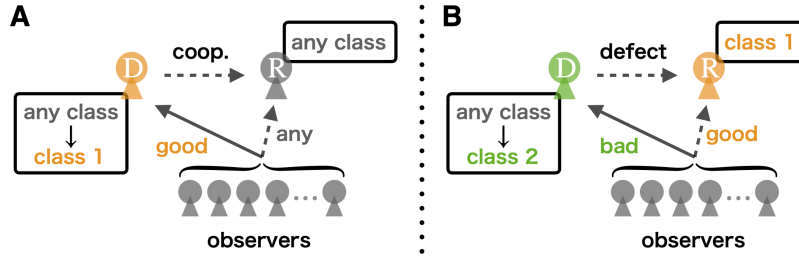 A
coop.
any class
D
R
any class
class 1
good
any
observers
B
defect
class 1
D
R
any class
class 2
bad
good
observers